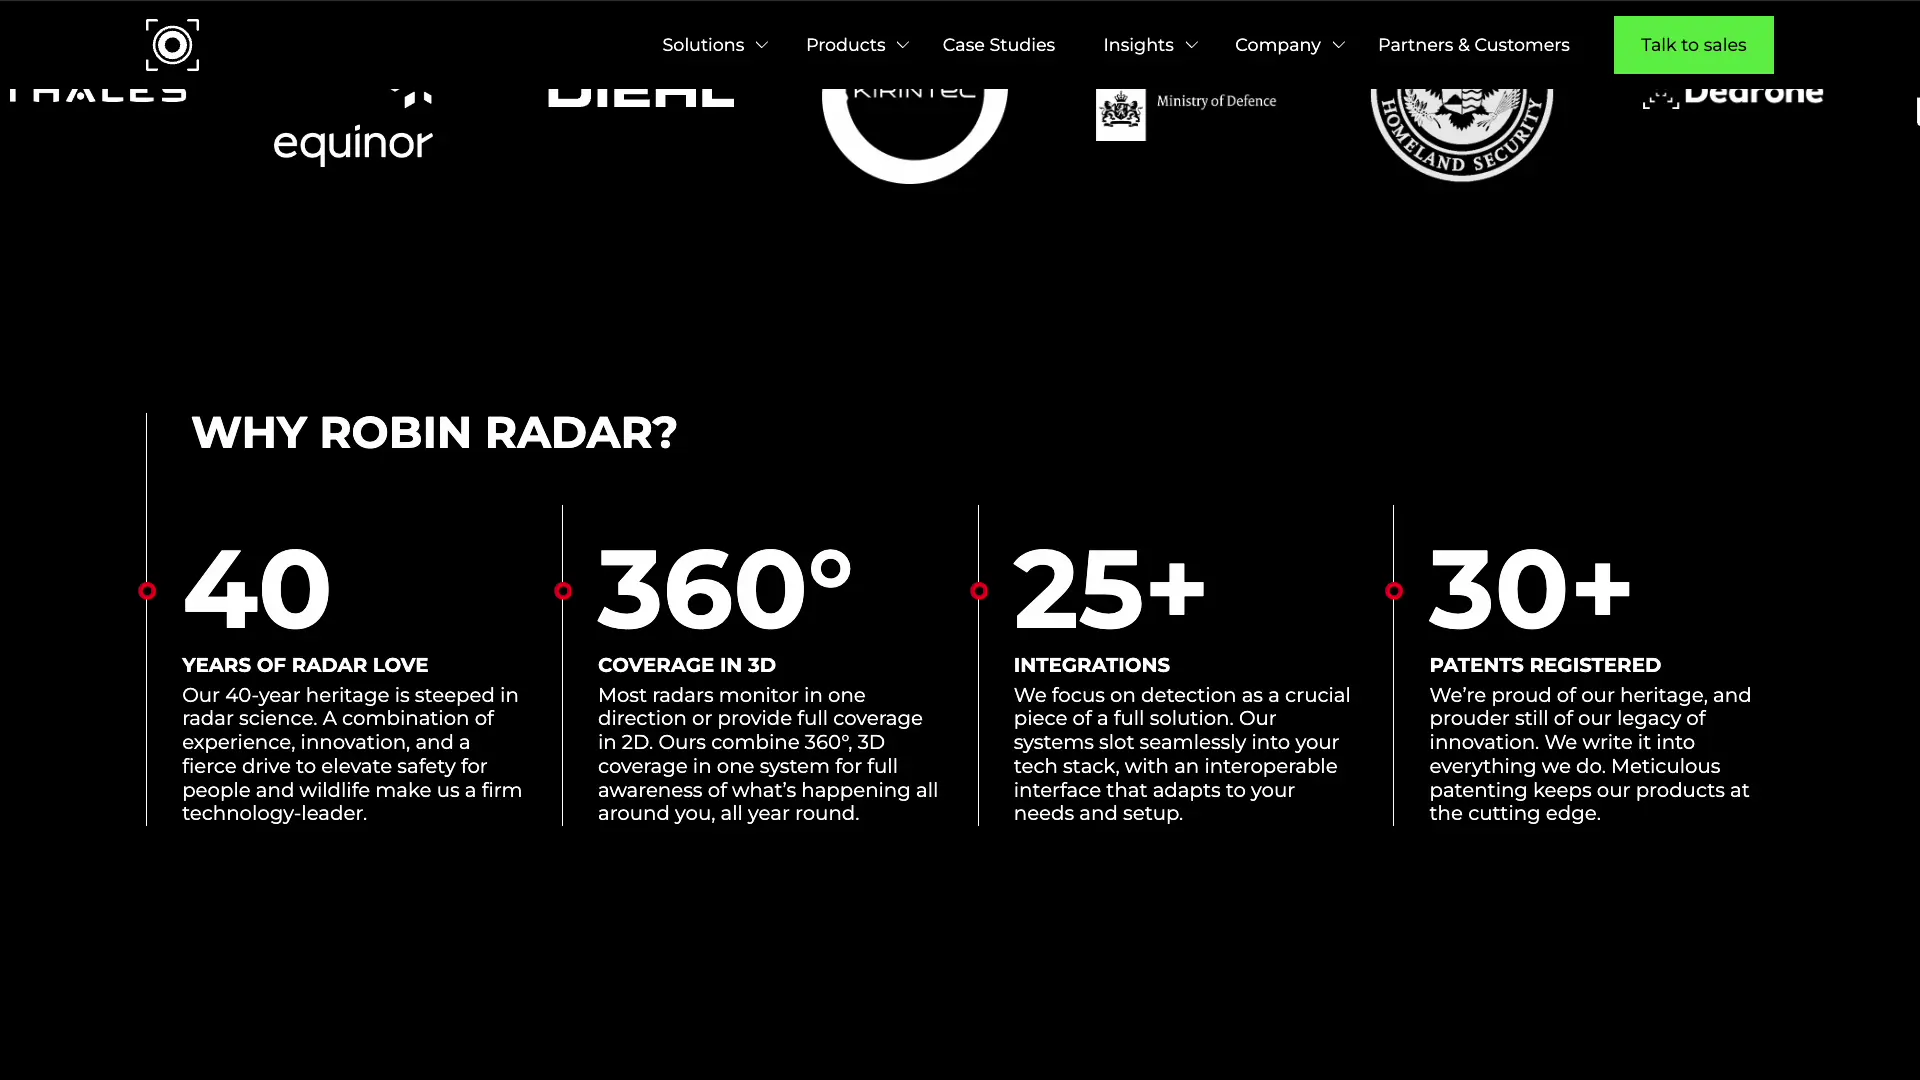 Solutions
Products
Case Studies
Insights
Company
Partners & Customers
Talk to sales
THALES
equinor
DIEHL
KIRINTEC
Ministry of Defence
HOMELAND SECURITY
Dedrone
WHY ROBIN RADAR?
40
YEARS OF RADAR LOVE
Our 40-year heritage is steeped in
radar science. A combination of
experience, innovation, and a
fierce drive to elevate safety for
people and wildlife make us a firm
technology-leader.
360°
COVERAGE IN 3D
Most radars monitor in one
direction or provide full coverage
in 2D. Ours combine 360°, 3D
coverage in one system for full
awareness of what’s happening all
around you, all year round.
25+
INTEGRATIONS
We focus on detection as a crucial
piece of a full solution. Our
systems slot seamlessly into your
tech stack, with an interoperable
interface that adapts to your
needs and setup.
30+
PATENTS REGISTERED
We’re proud of our heritage, and
prouder still of our legacy of
innovation. We write it into
everything we do. Meticulous
patenting keeps our products at
the cutting edge.